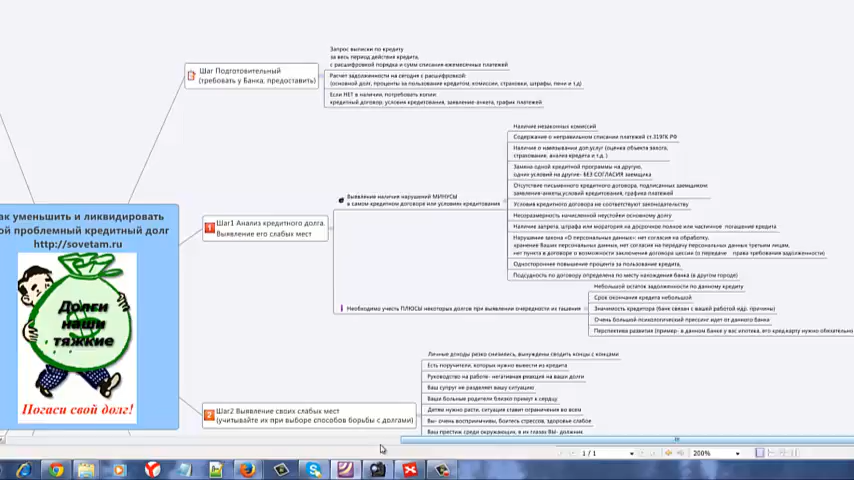 ак уменьшить и ликвидировать
ой проблемный кредитный долг
http://sovetam.ru
Долги
наши
тяжкие
Погаси свой долг!
Шаг Подготовительный
(требовать у Банка, предоставить)
Запрос выписки по кредиту
за весь период действия кредита,
с расшифровкой порядка и сумм списания ежемесячных платежей
Расчет задолженности на сегодня с расшифровкой
(основной долг, проценты за пользование кредитом, комиссии, страховки, штрафы, пени и т.д)
Если НЕТ в наличии, потребовать копии:
кредитный договор, условия кредитования, заявление-анкета, график платежей
1
Шаг1 Анализ кредитного долга.
Выявление его слабых мест
Выявление наличия нарушений МИНУСЫ
в самом кредитном договоре или условиях кредитования
Наличие незаконных комиссий
Содержание о неправильном списании платежей ст.319ГК РФ
Наличие о навязывании доп.услуг (оценка объекта залога,
страхование, анализ кредита и т.д. )
Замена одной кредитной программы на другую,
одних условий на другие- БЕЗ СОГЛАСИЯ заемщика
Отсутствие письменного кредитного договора, подписанных заемщиком:
заявления-анкеты,условий кредитования, графика платежей
Условия кредитного договора не соответствуют законодательству
Несоразмерность начисленной неустойки основному долгу
Наличие запрета, штрафа или моратория на досрочное полное или частичное погашение кредита
Нарушение закона «О персональных данных»: нет согласия на обработку,
хранение Ваших персональных данных, нет согласия на передачу персональных данных третьим лицам,
нет пункта в договоре о возможности заключения договора цессии (о передаче права требования задолженности)
Одностороннее повышение процента за пользование кредита,
Подсудность по договору определена по месту нахождения банка (в другом городе)
Необходимо учесть ПЛЮСЫ некоторых долгов при выявлении очередности их гашения
Небольшой остаток задолженности по данному кредиту
Срок окончания кредита небольшой
Значимость кредитора (банк связан с вашей работой и др. причины)
Очень большой психологический прессинг идет от данного банка
Перспектива развития (пример- в данном банке у вас ипотека, его кред.карту нужно обязательно
2
Шаг2 Выявление своих слабых мест
(учитывайте их при выборе способов борьбы с долгами)
Личные доходы резко снизились, вынуждены сводить концы с концами
Есть поручители, которых нужно вывести из кредита
Руководство на работе- негативная реакция на ваши долги
Ваш супруг не разделяет вашу ситуацию
Ваши больные родители близко примут к сердцу
Детям нужно расти, ситуация ставит ограничения во всем
Вы- очень восприимчивы, боитесь стрессов, здоровье слабое
Ваш престиж среди окружающих, в их глазах ВЫ- должник
1 / 1
200%